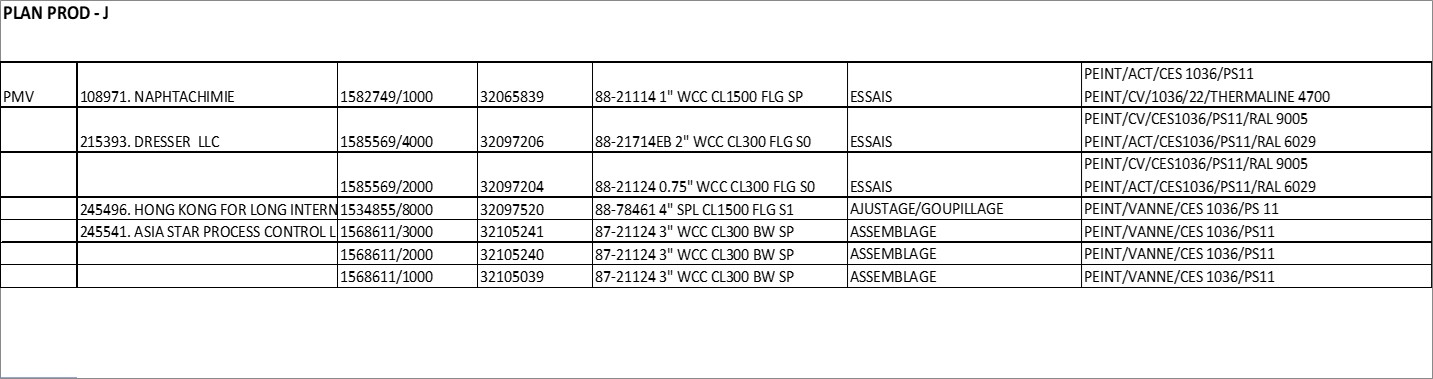 PLAN PROD - J
PEINT/ACT/CES 1036/PS11
PMV 108971. NAPHTACHIMIE 1582749/1000 32065839 88-21114 1" WCC CL1500 FLG SP ESSAIS PEINT/CV/1036/22/THERMALINE 4700
PEINT/CV/CES1036/PS11/RAL 9005
215393. DRESSER LLC 1585569/4000 32097206 88-21714EB 2" WCC CL300 FLG S0 ESSAIS PEINT/ACT/CES1036/PS11/RAL 6029
PEINT/CV/CES1036/PS11/RAL 9005
1585569/2000 32097204 88-21124 0.75" WCC CL300 FLG S0 ESSAIS PEINT/ACT/CES1036/PS11/RAL 6029
245496. HONG KONG FOR LONG INTERN 1534855/8000 32097520 88-78461 4" SPL CL1500 FLG S1 AJUSTAGE/GOUPILLAGE PEINT/VANNE/CES 1036/PS 11
245541. ASIA STAR PROCESS CONTROL L 1568611/3000 32105241 87-21124 3" WCC CL300 BW SP ASSEMBLAGE PEINT/VANNE/CES 1036/PS11
1568611/2000 32105240 87-21124 3" WCC CL300 BW SP ASSEMBLAGE PEINT/VANNE/CES 1036/PS11
1568611/1000 32105039 87-21124 3" WCC CL300 BW SP ASSEMBLAGE PEINT/VANNE/CES 1036/PS11